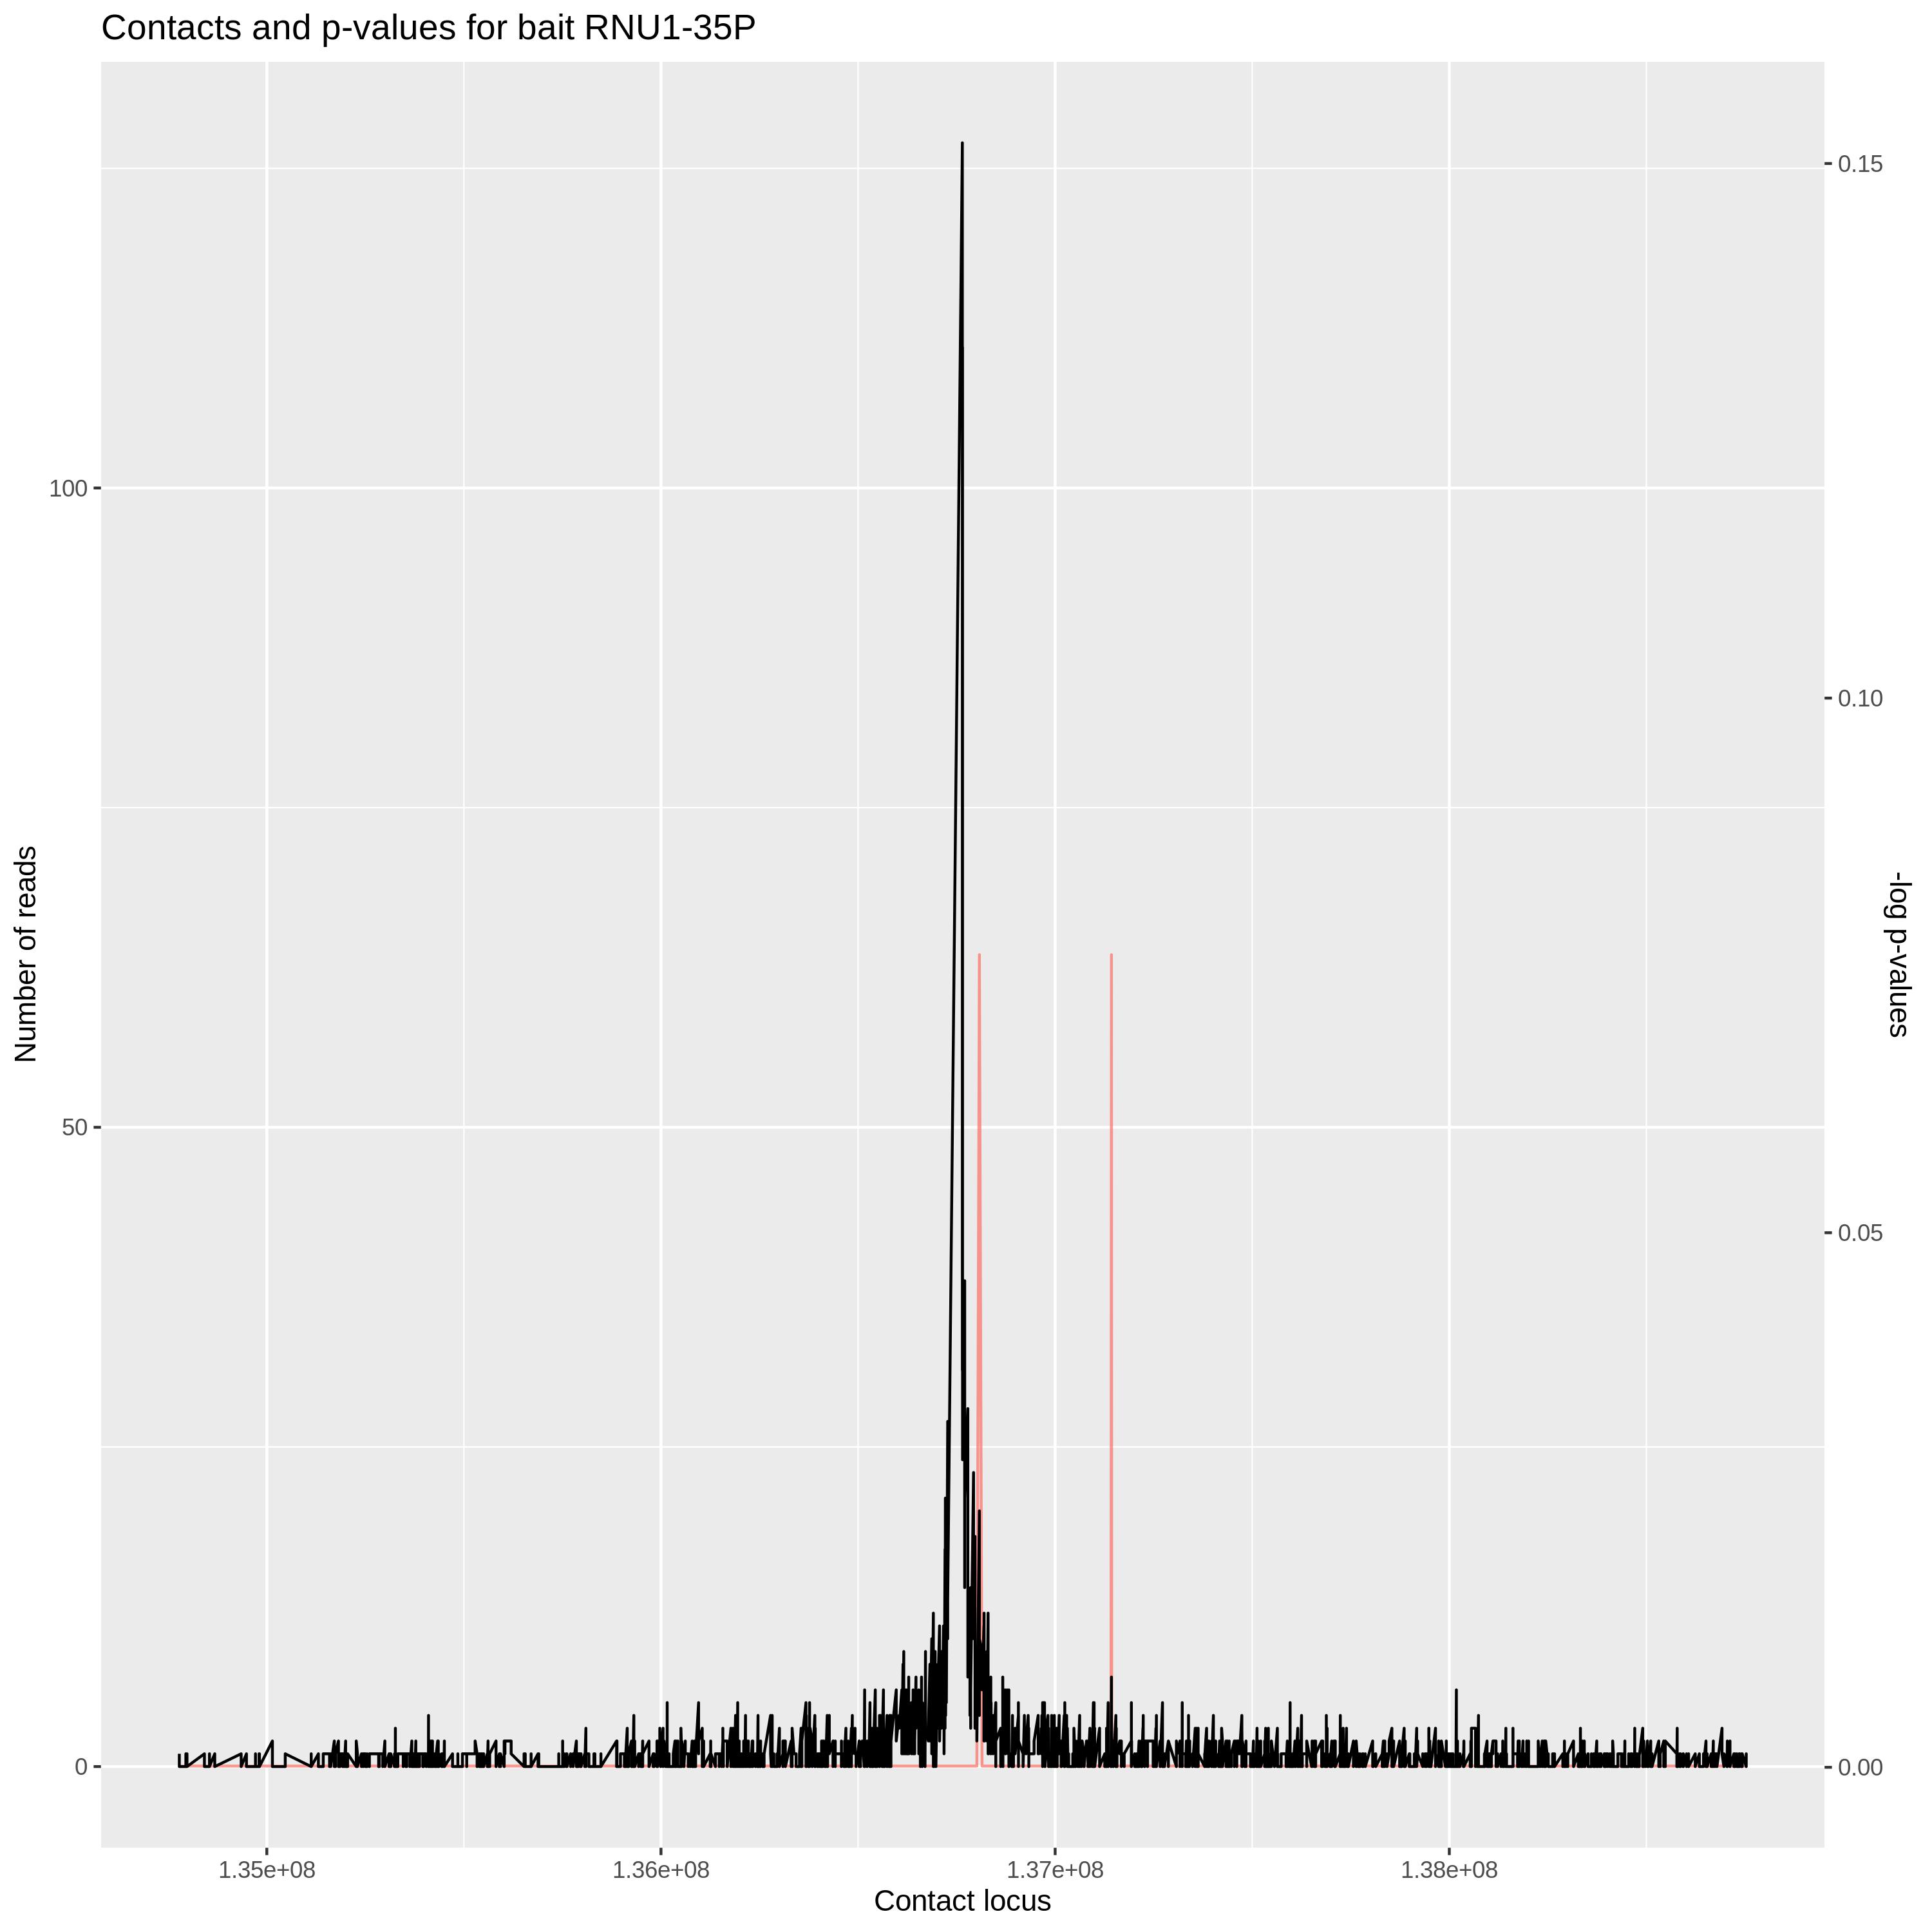 Contacts and p-values for bait RNU1-35P
Number of reads
100
50
0
0.15
0.10
0.05
0.00
-log p-values
1.35e+08
1.36e+08
1.37e+08
1.38e+08
Contact locus